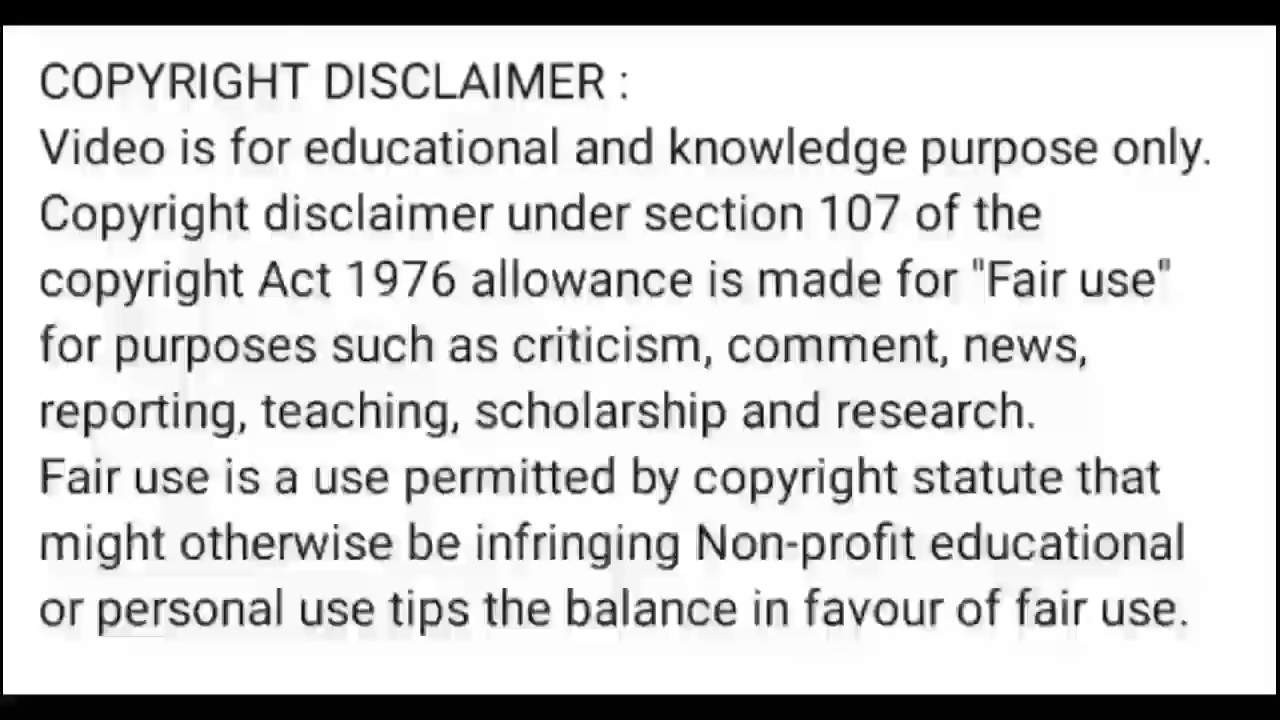 COPYRIGHT DISCLAIMER :
Video is for educational and knowledge purpose only.
Copyright disclaimer under section 107 of the
copyright Act 1976 allowance is made for "Fair use"
for purposes such as criticism, comment, news,
reporting, teaching, scholarship and research.
Fair use is a use permitted by copyright statute that
might otherwise be infringing Non-profit educational
or personal use tips the balance in favour of fair use.